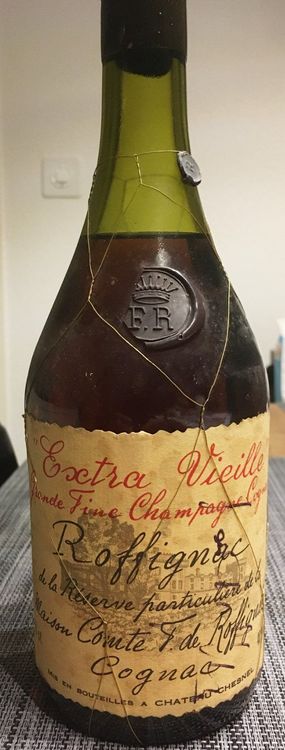 F.R
"Extra Vieille"
Grande Fine Champagne Cognac
Roffignac
de la Réserve particulière de la
Maison Comte F. de Roffignac
Cognac
MIS EN BOUTEILLES A CHATEAU CHESNEL